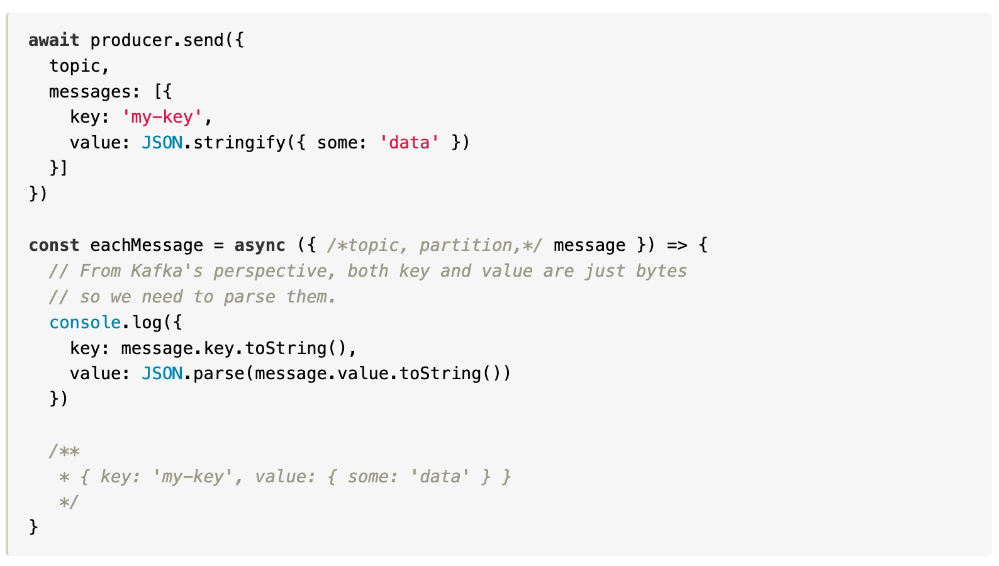 await producer.send({
  topic,
  messages: [{
    key: 'my-key',
    value: JSON.stringify({ some: 'data' })
  }]
})

const eachMessage = async ({ /*topic, partition,*/ message }) => {
  // From Kafka's perspective, both key and value are just bytes
  // so we need to parse them.
  console.log({
    key: message.key.toString(),
    value: JSON.parse(message.value.toString())
  })

  /**
   * { key: 'my-key', value: { some: 'data' } }
   */
}